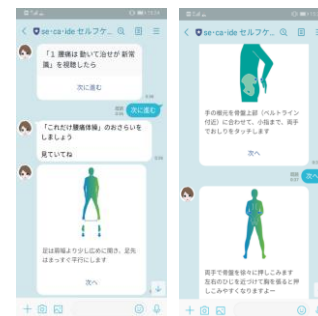 se-ca-ide セルフケ...
「1 腰痛は 動いて治せが 新常
識」を視聴したら
次に進む
次に進む
「これだけ腰痛体操」のおさらいを
しましょう
見ていてね
足は肩幅より少し広めに開き、足先
はまっすぐ平行にします
次へ
se-ca-ide セルフケ...
手の根元を骨盤上部（ベルトライン
付近）に合わせて、小指まで、両手
でおしりをタッチします
次へ
次へ
両手で骨盤を徐々に押しこみます
左右のひじを近づけて胸を張ると押
しこみやすくなりますよー
次へ